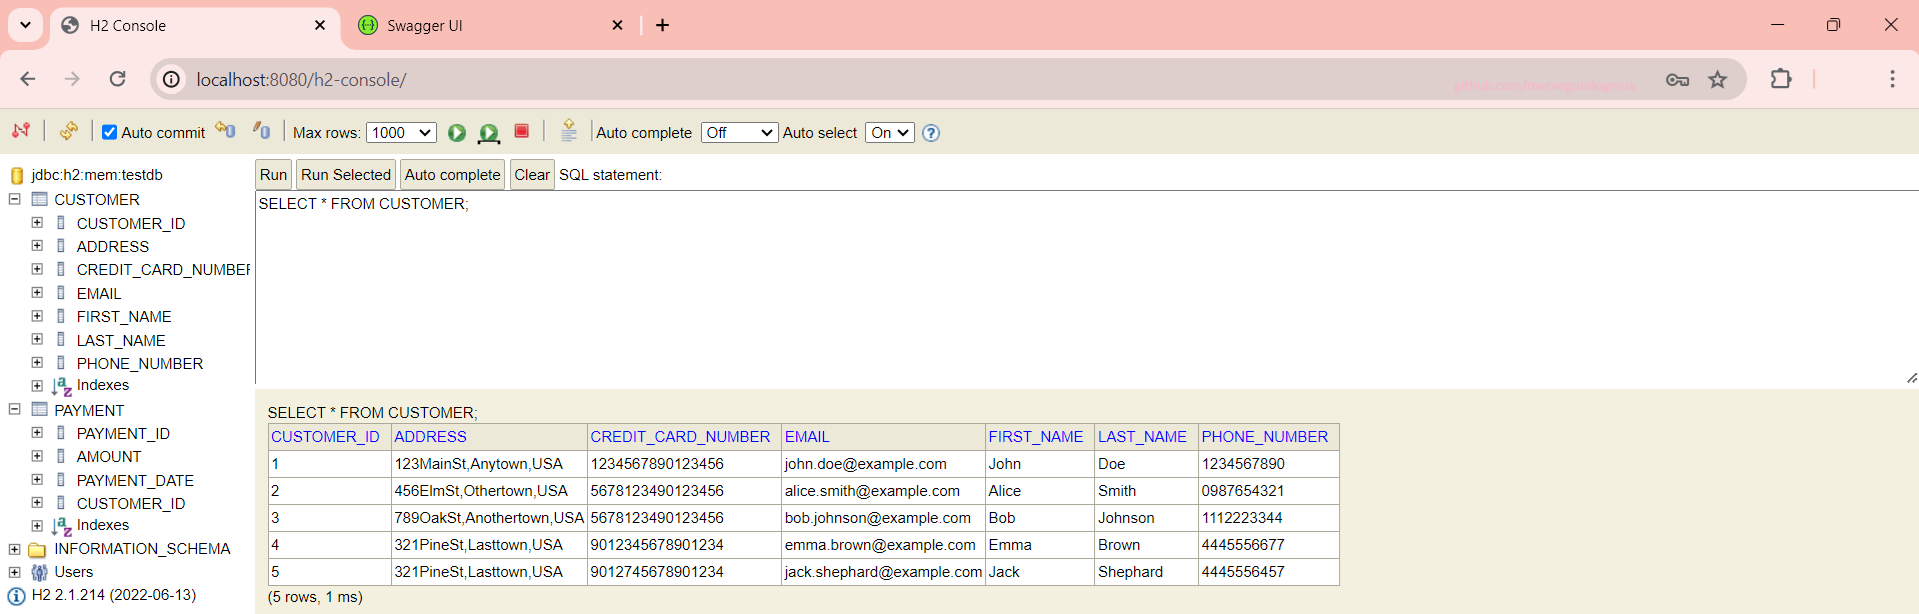 H2 Console
Swagger UI
localhost:8080/h2-console/
Auto commit
Max rows: 1000
Auto complete Off
Auto select On
jdbc:h2:mem:testdb
CUSTOMER
CUSTOMER_ID
ADDRESS
CREDIT_CARD_NUMBER
EMAIL
FIRST_NAME
LAST_NAME
PHONE_NUMBER
Indexes
PAYMENT
PAYMENT_ID
AMOUNT
PAYMENT_DATE
CUSTOMER_ID
Indexes
INFORMATION_SCHEMA
Users
H2 2.1.214 (2022-06-13)
Run Run Selected Auto complete Clear SQL statement:
SELECT * FROM CUSTOMER;
SELECT * FROM CUSTOMER;
CUSTOMER_ID ADDRESS CREDIT_CARD_NUMBER EMAIL FIRST_NAME LAST_NAME PHONE_NUMBER
1 123MainSt,Anytown,USA 1234567890123456 john.doe@example.com John Doe 1234567890
2 456ElmSt,Othertown,USA 5678123490123456 alice.smith@example.com Alice Smith 0987654321
3 789OakSt,Anothertown,USA 5678123490123456 bob.johnson@example.com Bob Johnson 1112223344
4 321PineSt,Lasttown,USA 9012345678901234 emma.brown@example.com Emma Brown 4445556677
5 321PineSt,Lasttown,USA 9012745678901234 jack.shephard@example.com Jack Shephard 4445556457
(5 rows, 1 ms)